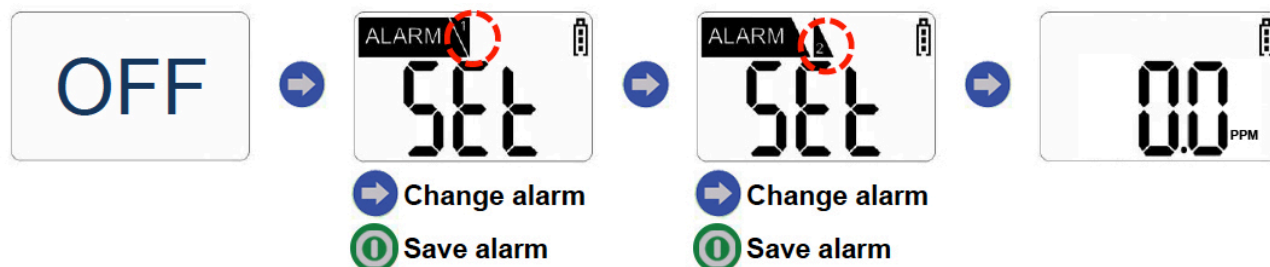 OFF
ALARM 1
SEt
Change alarm
Save alarm
ALARM 2
SEt
Change alarm
Save alarm
0.0 PPM